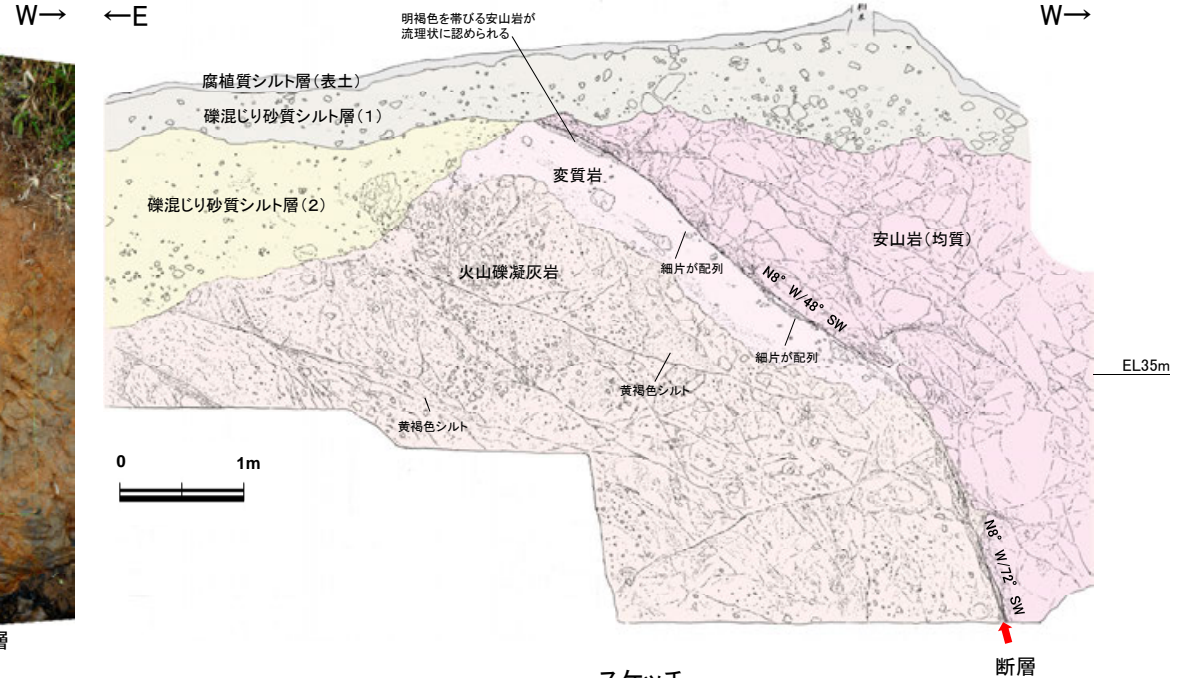 W→
←E
W→
明褐色を帯びる安山岩が
流理状に認められる
腐植質シルト層(表土)
礫混じり砂質シルト層(1)
変質岩
礫混じり砂質シルト層(2)
安山岩(均質)
細片が配列
火山礫凝灰岩
N8° W/48° SW
細片が配列
EL35m
黄褐色シルト
黄褐色シルト
0 1m
N8° W/72° SW
層
断層
スケッチ